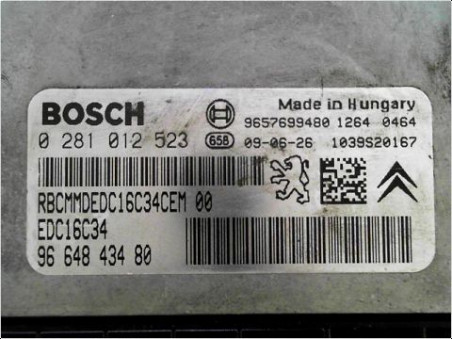 BOSCH
Made in Hungary
9657699480 1264 0464
0 281 012 523 658 09-06-26 1039S20167
RBCMMDEDC16C34CEM 00
EDC16C34
96 648 434 80